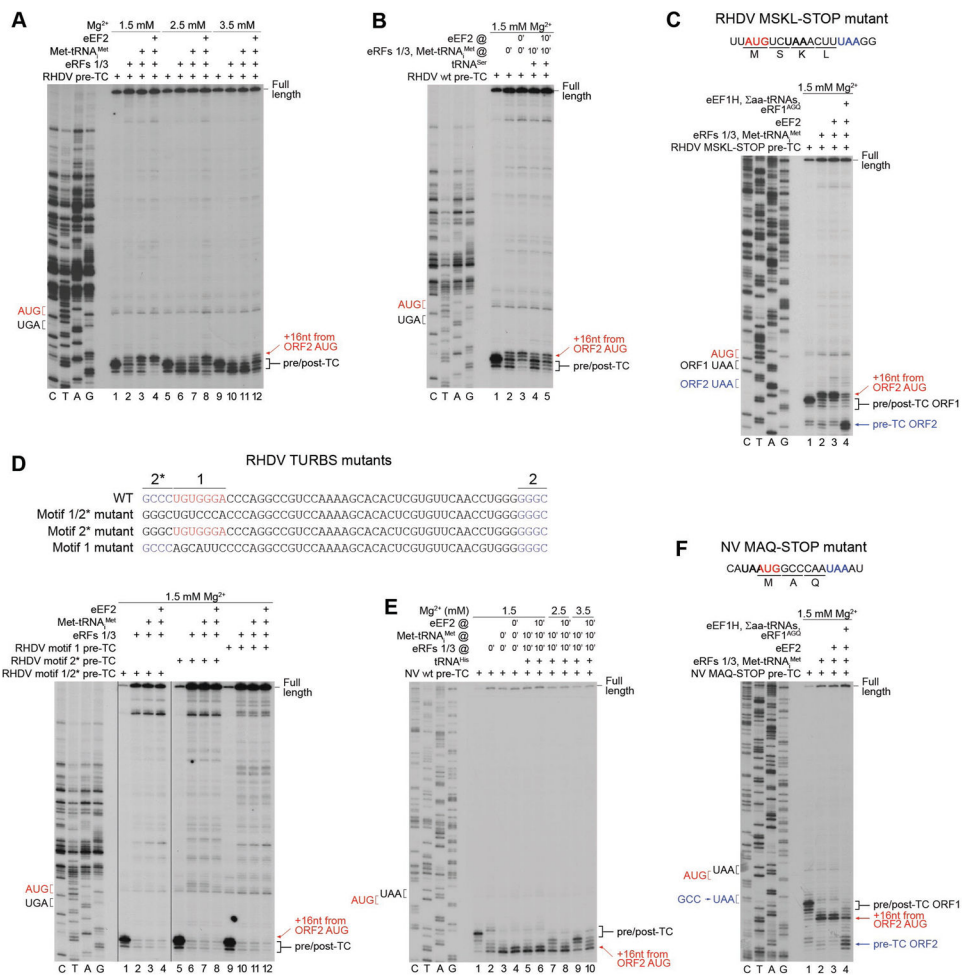 A
Mg²⁺ 1.5 mM 2.5 mM 3.5 mM
eEF2 + + +
Met-tRNAᵢᴹᵉᵗ + + + + + +
eRFs 1/3 + + + + + + + + +
RHDV pre-TC + + + + + + + + + + + +
Full length
AUG
UGA
+16nt from ORF2 AUG
pre/post-TC
C T A G 1 2 3 4 5 6 7 8 9 10 11 12
B
1.5 mM Mg²⁺
eEF2 @ 0' 10'
eRFs 1/3, Met-tRNAᵢᴹᵉᵗ @ 0' 0' 10' 10'
tRNAˢᵉʳ + +
RHDV wt pre-TC + + + + +
Full length
AUG
UGA
+16nt from ORF2 AUG
pre/post-TC
C T A G 1 2 3 4 5
C
RHDV MSKL-STOP mutant
UUAUGUCUAAACUUUAAGG
M S K L
1.5 mM Mg²⁺
eEF1H, Σaa-tRNAs, eRF1ᴬᴳᑫ +
eEF2 + +
eRFs 1/3, Met-tRNAᵢᴹᵉᵗ + + +
RHDV MSKL-STOP pre-TC + + + +
Full length
AUG
ORF1 UAA
ORF2 UAA
+16nt from ORF2 AUG
pre/post-TC ORF1
pre-TC ORF2
C T A G 1 2 3 4
D
RHDV TURBS mutants
2* 1 2
WT GCCCUGUGGGACCCAGGCCGUCCAAAAGCACACUCGUGUUCAACCUGGGGGGC
Motif 1/2* mutant GGGCUGUCCCACCCAGGCCGUCCAAAAGCACACUCGUGUUCAACCUGGGGGGC
Motif 2* mutant GGGCUGUGGGACCCAGGCCGUCCAAAAGCACACUCGUGUUCAACCUGGGGGGC
Motif 1 mutant GCCCAGCAUUCCCCAGGCCGUCCAAAAGCACACUCGUGUUCAACGUGGGGGGC
1.5 mM Mg²⁺
eEF2 + + +
Met-tRNAᵢᴹᵉᵗ + + + + + +
eRFs 1/3 + + + + + + + + +
RHDV motif 1 pre-TC + + + +
RHDV motif 2* pre-TC + + + +
RHDV motif 1/2* pre-TC + + + +
Full length
AUG
UGA
+16nt from ORF2 AUG
pre/post-TC
C T A G 1 2 3 4 5 6 7 8 9 10 11 12
E
Mg²⁺ (mM) 1.5 2.5 3.5
eEF2 @ 0' 10' 10' 10'
Met-tRNAᵢᴹᵉᵗ @ 0' 0' 10' 10' 10' 10' 10' 10'
eRFs 1/3 @ 0' 0' 0' 10' 10' 10' 10' 10' 10'
tRNAᴴⁱˢ + + + + + +
NV wt pre-TC + + + + + + + + + +
Full length
UAA
AUG
pre/post-TC
+16nt from ORF2 AUG
C T A G 1 2 3 4 5 6 7 8 9 10
F
NV MAQ-STOP mutant
CAUAAUGGCCCAAUAAAU
M A Q
1.5 mM Mg²⁺
eEF1H, Σaa-tRNAs, eRF1ᴬᴳᑫ +
eEF2 + +
eRFs 1/3, Met-tRNAᵢᴹᵉᵗ + + +
NV MAQ-STOP pre-TC + + + +
Full length
UAA
AUG
GCC → UAA
pre/post-TC ORF1
+16nt from ORF2 AUG
pre-TC ORF2
C T A G 1 2 3 4